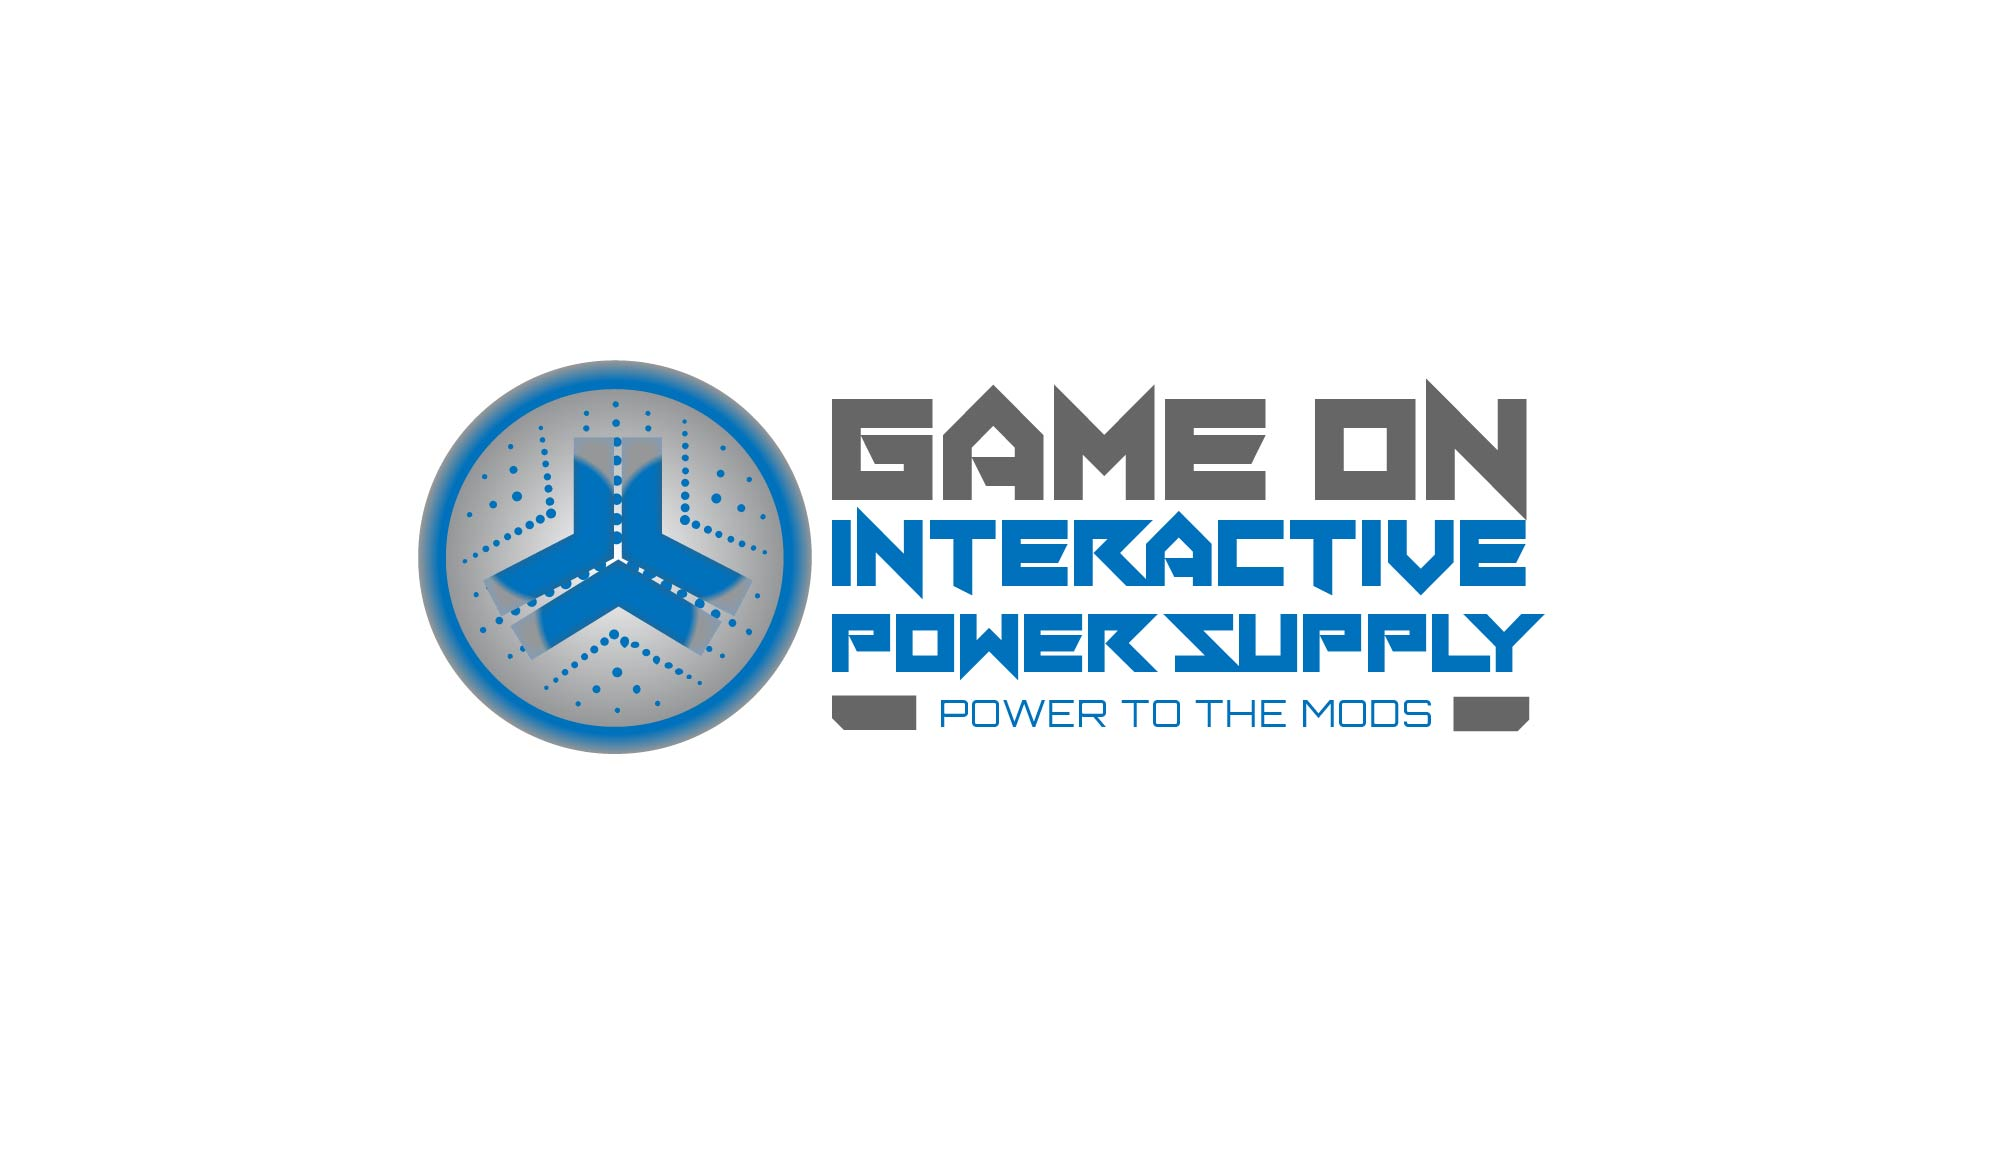 GAME ON
INTERACTIVE
POWER SUPPLY
POWER TO THE MODS